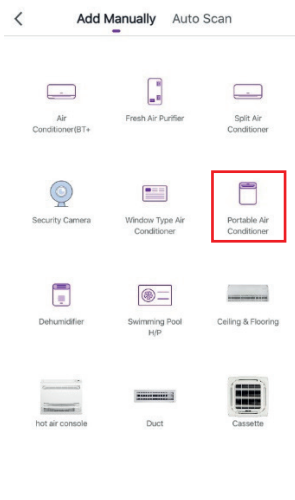 Add Manually Auto Scan
Air
Conditioner(BT+
Fresh Air Purifier
Split Air
Conditioner
Security Camera
Window Type Air
Conditioner
Portable Air
Conditioner
Dehumidifier
Swimming Pool
H/P
Ceiling & Flooring
hot air console
Duct
Cassette